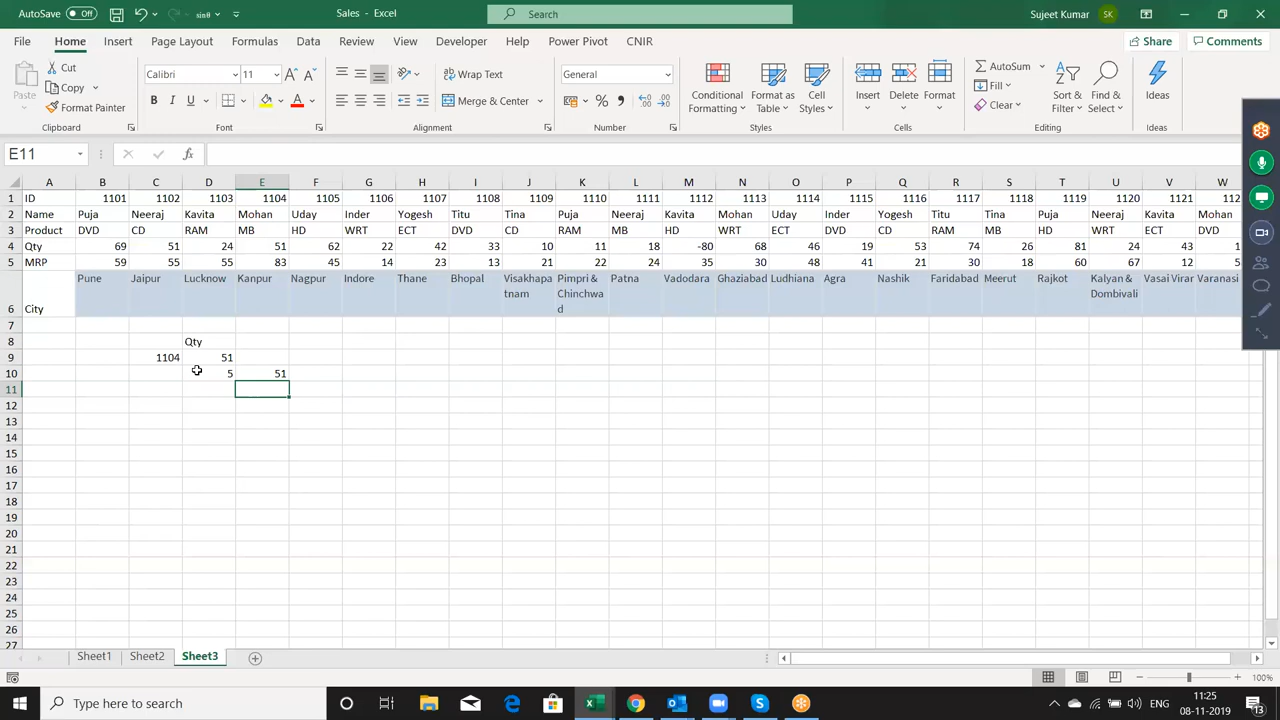 AutoSave Off Sales - Excel Search Sujeet Kumar SK
File Home Insert Draw Page Layout Formulas Data Review View Developer Help Power Pivot CNIR Share Comments
Paste Cut Copy Format Painter Clipboard
Calibri 11 A A B I U A Font
Wrap Text Merge & Center Alignment
General % Number
Conditional Formatting Format as Table Cell Styles Styles
Insert Delete Format Cells
AutoSum Fill Clear Sort & Filter Find & Select Editing
Ideas Ideas
E11 fx
A B C D E F G H I J K L M N O P Q R S T U V W
1 ID 1101 1102 1103 1104 1105 1106 1107 1108 1109 1110 1111 1112 1113 1114 1115 1116 1117 1118 1119 1120 1121 1122
2 Name Puja Neeraj Kavita Mohan Uday Inder Yogesh Titu Tina Puja Neeraj Kavita Mohan Uday Inder Yogesh Titu Tina Puja Neeraj Kavita Mohan
3 Product DVD CD RAM MB HD WRT ECT DVD CD RAM MB HD WRT ECT DVD CD RAM MB HD WRT ECT DVD
4 Qty 69 51 24 51 62 22 42 33 10 11 18 -80 68 46 19 53 74 26 81 24 43 1
5 MRP 59 55 55 83 45 14 23 13 21 22 24 35 30 48 41 21 30 18 60 67 12 5
6 City Pune Jaipur Lucknow Kanpur Nagpur Indore Thane Bhopal Visakhapatnam Pimpri & Chinchwad Patna Vadodara Ghaziabad Ludhiana Agra Nashik Faridabad Meerut Rajkot Kalyan & Dombivali Vasai Virar Varanasi
7
8 Qty
9 1104 51
10 5 51
11
12
13
14
15
16
17
18
19
20
21
22
23
24
25
26
27
Sheet1 Sheet2 Sheet3
100%
Type here to search ENG 11:25
08-11-2019 13